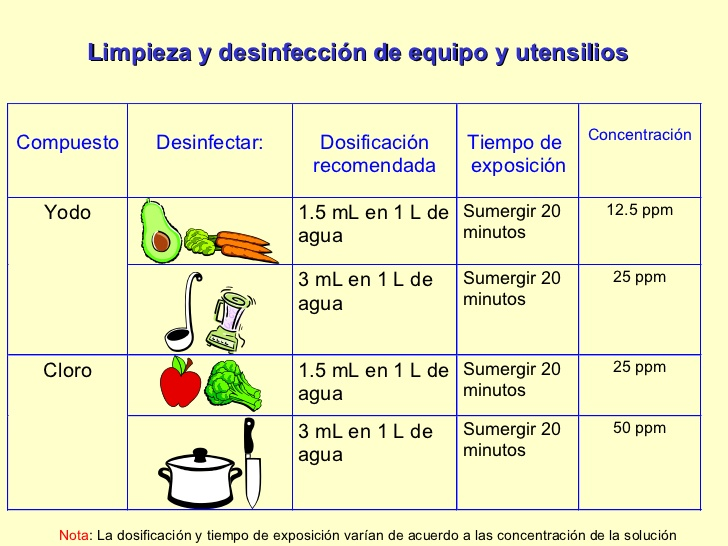 Limpieza y desinfección de equipo y utensilios
Compuesto
Desinfectar:
Dosificación
recomendada
Tiempo de
exposición
Concentración
Yodo
1.5 mL en 1 L de
agua
Sumergir 20
minutos
12.5 ppm
3 mL en 1 L de
agua
Sumergir 20
minutos
25 ppm
Cloro
1.5 mL en 1 L de
agua
Sumergir 20
minutos
25 ppm
3 mL en 1 L de
agua
Sumergir 20
minutos
50 ppm
Nota: La dosificación y tiempo de exposición varían de acuerdo a las concentración de la solución